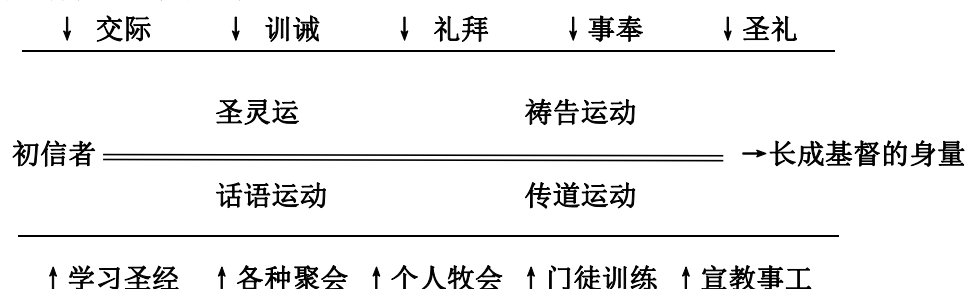 ↓ 交际 ↓ 训诫 ↓ 礼拜 ↓事奉 ↓圣礼
圣灵运 祷告运动
初信者 →长成基督的身量
话语运动 传道运动
↑学习圣经 ↑各种聚会 ↑个人牧会 ↑门徒训练 ↑宣教事工